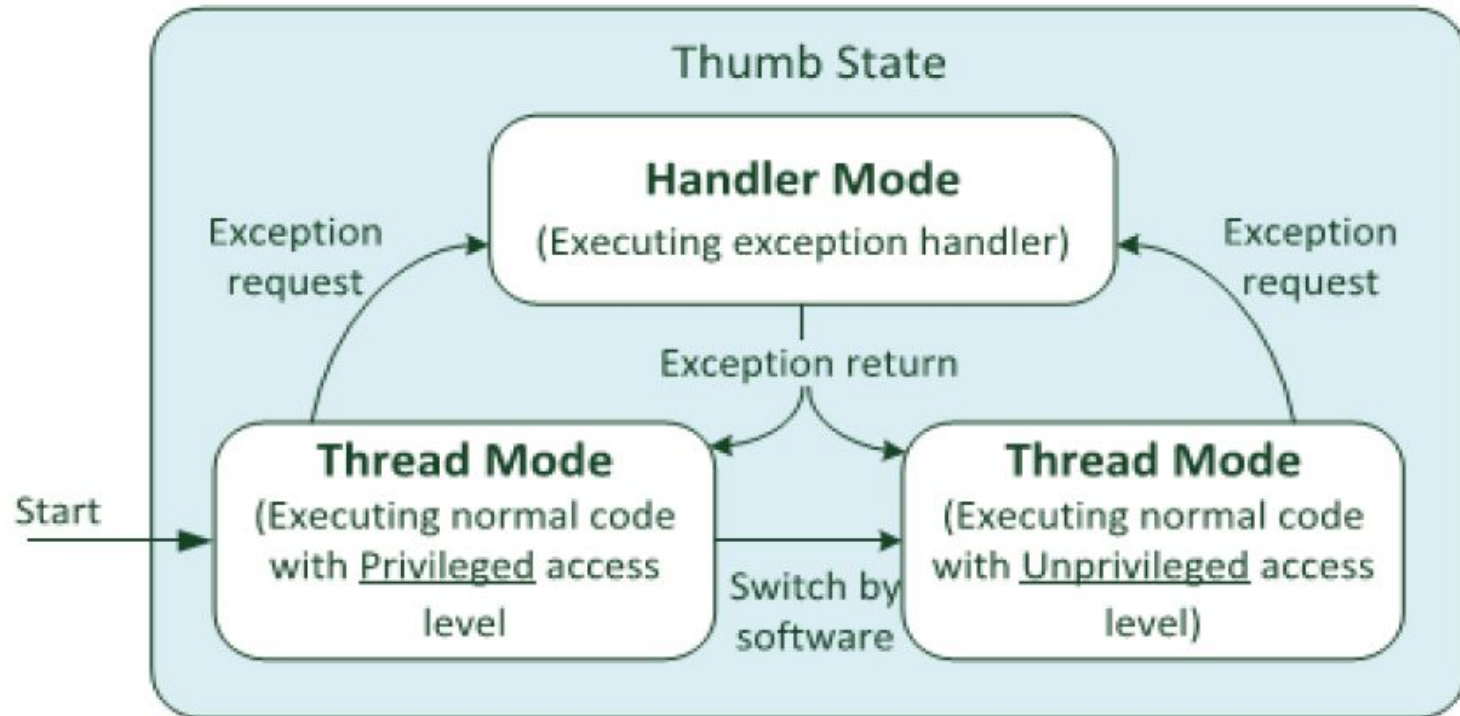 Thumb State
Handler Mode
(Executing exception handler)
Exception
request
Exception
request
Exception return
Start
Thread Mode
(Executing normal code
with Privileged access
level
Switch by
software
Thread Mode
(Executing normal code
with Unprivileged access
level)